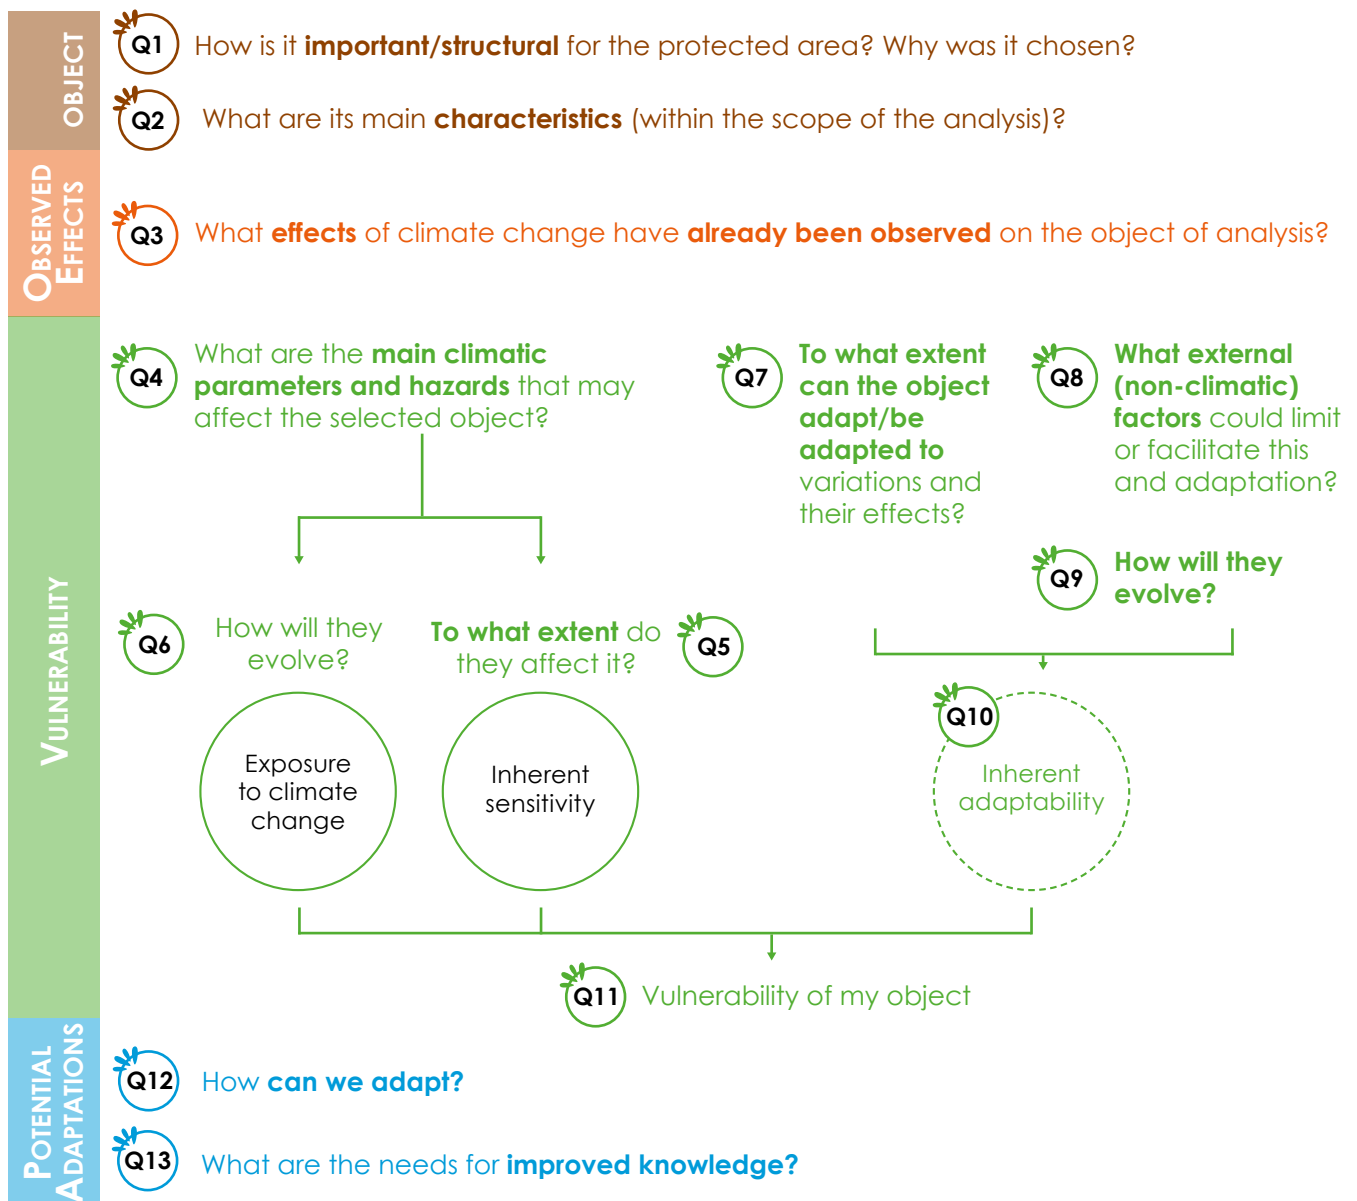 OBJECT
Q1
How is it important/structural for the protected area? Why was it chosen?
Q2
What are its main characteristics (within the scope of the analysis)?
OBSERVED
EFFECTS
Q3
What effects of climate change have already been observed on the object of analysis?
VULNERABILITY
Q4
What are the main climatic
parameters and hazards that may
affect the selected object?
Q7
To what extent
can the object
adapt/be
adapted to
variations and
their effects?
Q8
What external
(non-climatic)
factors could limit
or facilitate this
and adaptation?
Q9
How will they
evolve?
Q6
How will they
evolve?
To what extent do
they affect it?
Q5
Exposure
to climate
change
Inherent
sensitivity
Q10
Inherent
adaptability
Q11
Vulnerability of my object
POTENTIAL
ADAPTATIONS
Q12
How can we adapt?
Q13
What are the needs for improved knowledge?